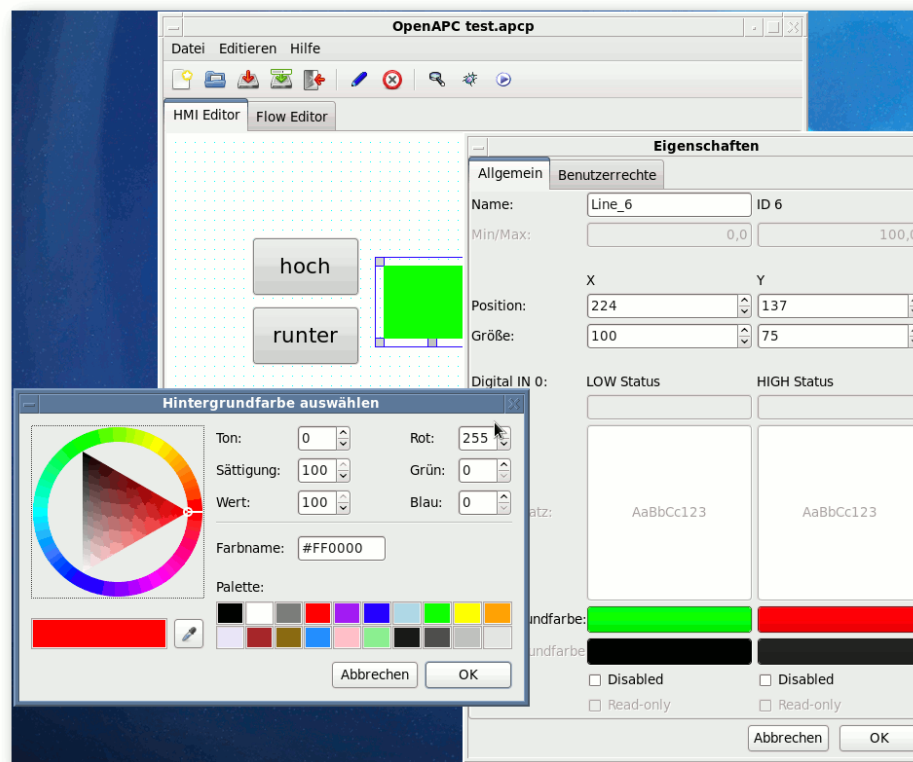 OpenAPC test.apcp
Datei Editieren Hilfe
HMI Editor Flow Editor
hoch
runter
Eigenschaften
Allgemein Benutzerrechte
Name: Line_6 ID 6
Min/Max: 0,0 100,0
X Y
Position: 224 137
Größe: 100 75
Digital IN 0: LOW Status HIGH Status
atz: AaBbCc123 AaBbCc123
undfarbe:
undfarbe
Disabled Disabled
Read-only Read-only
Abbrechen OK
Hintergrundfarbe auswählen
Ton: 0 Rot: 255
Sättigung: 100 Grün: 0
Wert: 100 Blau: 0
Farbname: #FF0000
Palette:
Abbrechen OK